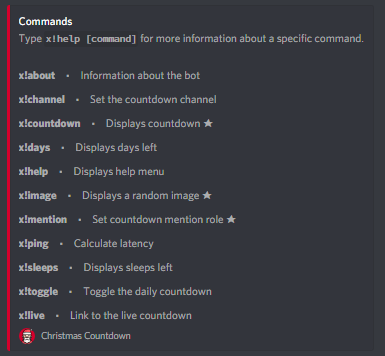 Commands
Type x!help [command] for more information about a specific command.
x!about • Information about the bot
x!channel • Set the countdown channel
x!countdown • Displays countdown ★
x!days • Displays days left
x!help • Displays help menu
x!image • Displays a random image ★
x!mention • Set countdown mention role ★
x!ping • Calculate latency
x!sleeps • Displays sleeps left
x!toggle • Toggle the daily countdown
x!live • Link to the live countdown
Christmas Countdown